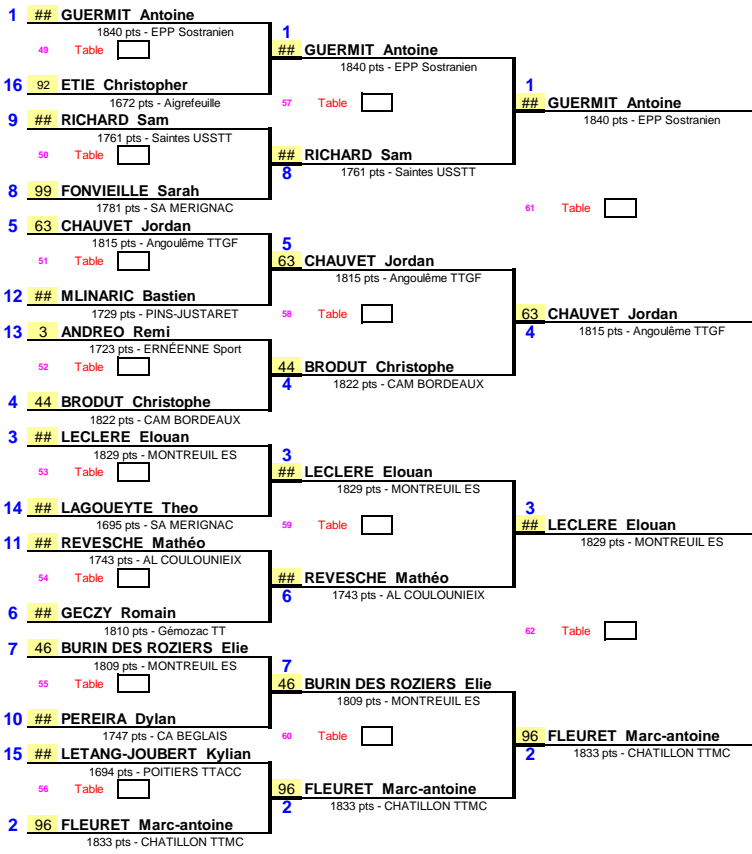 1 ## GUERMIT Antoine
1840 pts - EPP Sostranien
49 Table
16 92 ETIE Christopher
1672 pts - Aigrefeuille
9 ## RICHARD Sam
1761 pts - Saintes USSTT
50 Table
8 99 FONVIEILLE Sarah
1781 pts - SA MERIGNAC
5 63 CHAUVET Jordan
1815 pts - Angoulême TTGF
51 Table
12 ## MLINARIC Bastien
1729 pts - PINS-JUSTARET
13 3 ANDREO Remi
1723 pts - ERNÉENNE Sport
52 Table
4 44 BRODUT Christophe
1822 pts - CAM BORDEAUX
3 ## LECLERE Elouan
1829 pts - MONTREUIL ES
53 Table
14 ## LAGOUEYTE Theo
1695 pts - SA MERIGNAC
11 ## REVESCHE Mathéo
1743 pts - AL COULOUNIEIX
54 Table
6 ## GECZY Romain
1810 pts - Gémozac TT
7 46 BURIN DES ROZIERS Elie
1809 pts - MONTREUIL ES
55 Table
10 ## PEREIRA Dylan
1747 pts - CA BEGLAIS
15 ## LETANG-JOUBERT Kylian
1694 pts - POITIERS TTACC
56 Table
2 96 FLEURET Marc-antoine
1833 pts - CHATILLON TTMC
1
## GUERMIT Antoine
1840 pts - EPP Sostranien
57 Table
## RICHARD Sam
8 1761 pts - Saintes USSTT
5
63 CHAUVET Jordan
1815 pts - Angoulême TTGF
58 Table
44 BRODUT Christophe
4 1822 pts - CAM BORDEAUX
3
## LECLERE Elouan
1829 pts - MONTREUIL ES
59 Table
## REVESCHE Mathéo
6 1743 pts - AL COULOUNIEIX
7
46 BURIN DES ROZIERS Elie
1809 pts - MONTREUIL ES
60 Table
96 FLEURET Marc-antoine
2 1833 pts - CHATILLON TTMC
1
## GUERMIT Antoine
1840 pts - EPP Sostranien
61 Table
63 CHAUVET Jordan
4 1815 pts - Angoulême TTGF
3
## LECLERE Elouan
1829 pts - MONTREUIL ES
62 Table
96 FLEURET Marc-antoine
2 1833 pts - CHATILLON TTMC